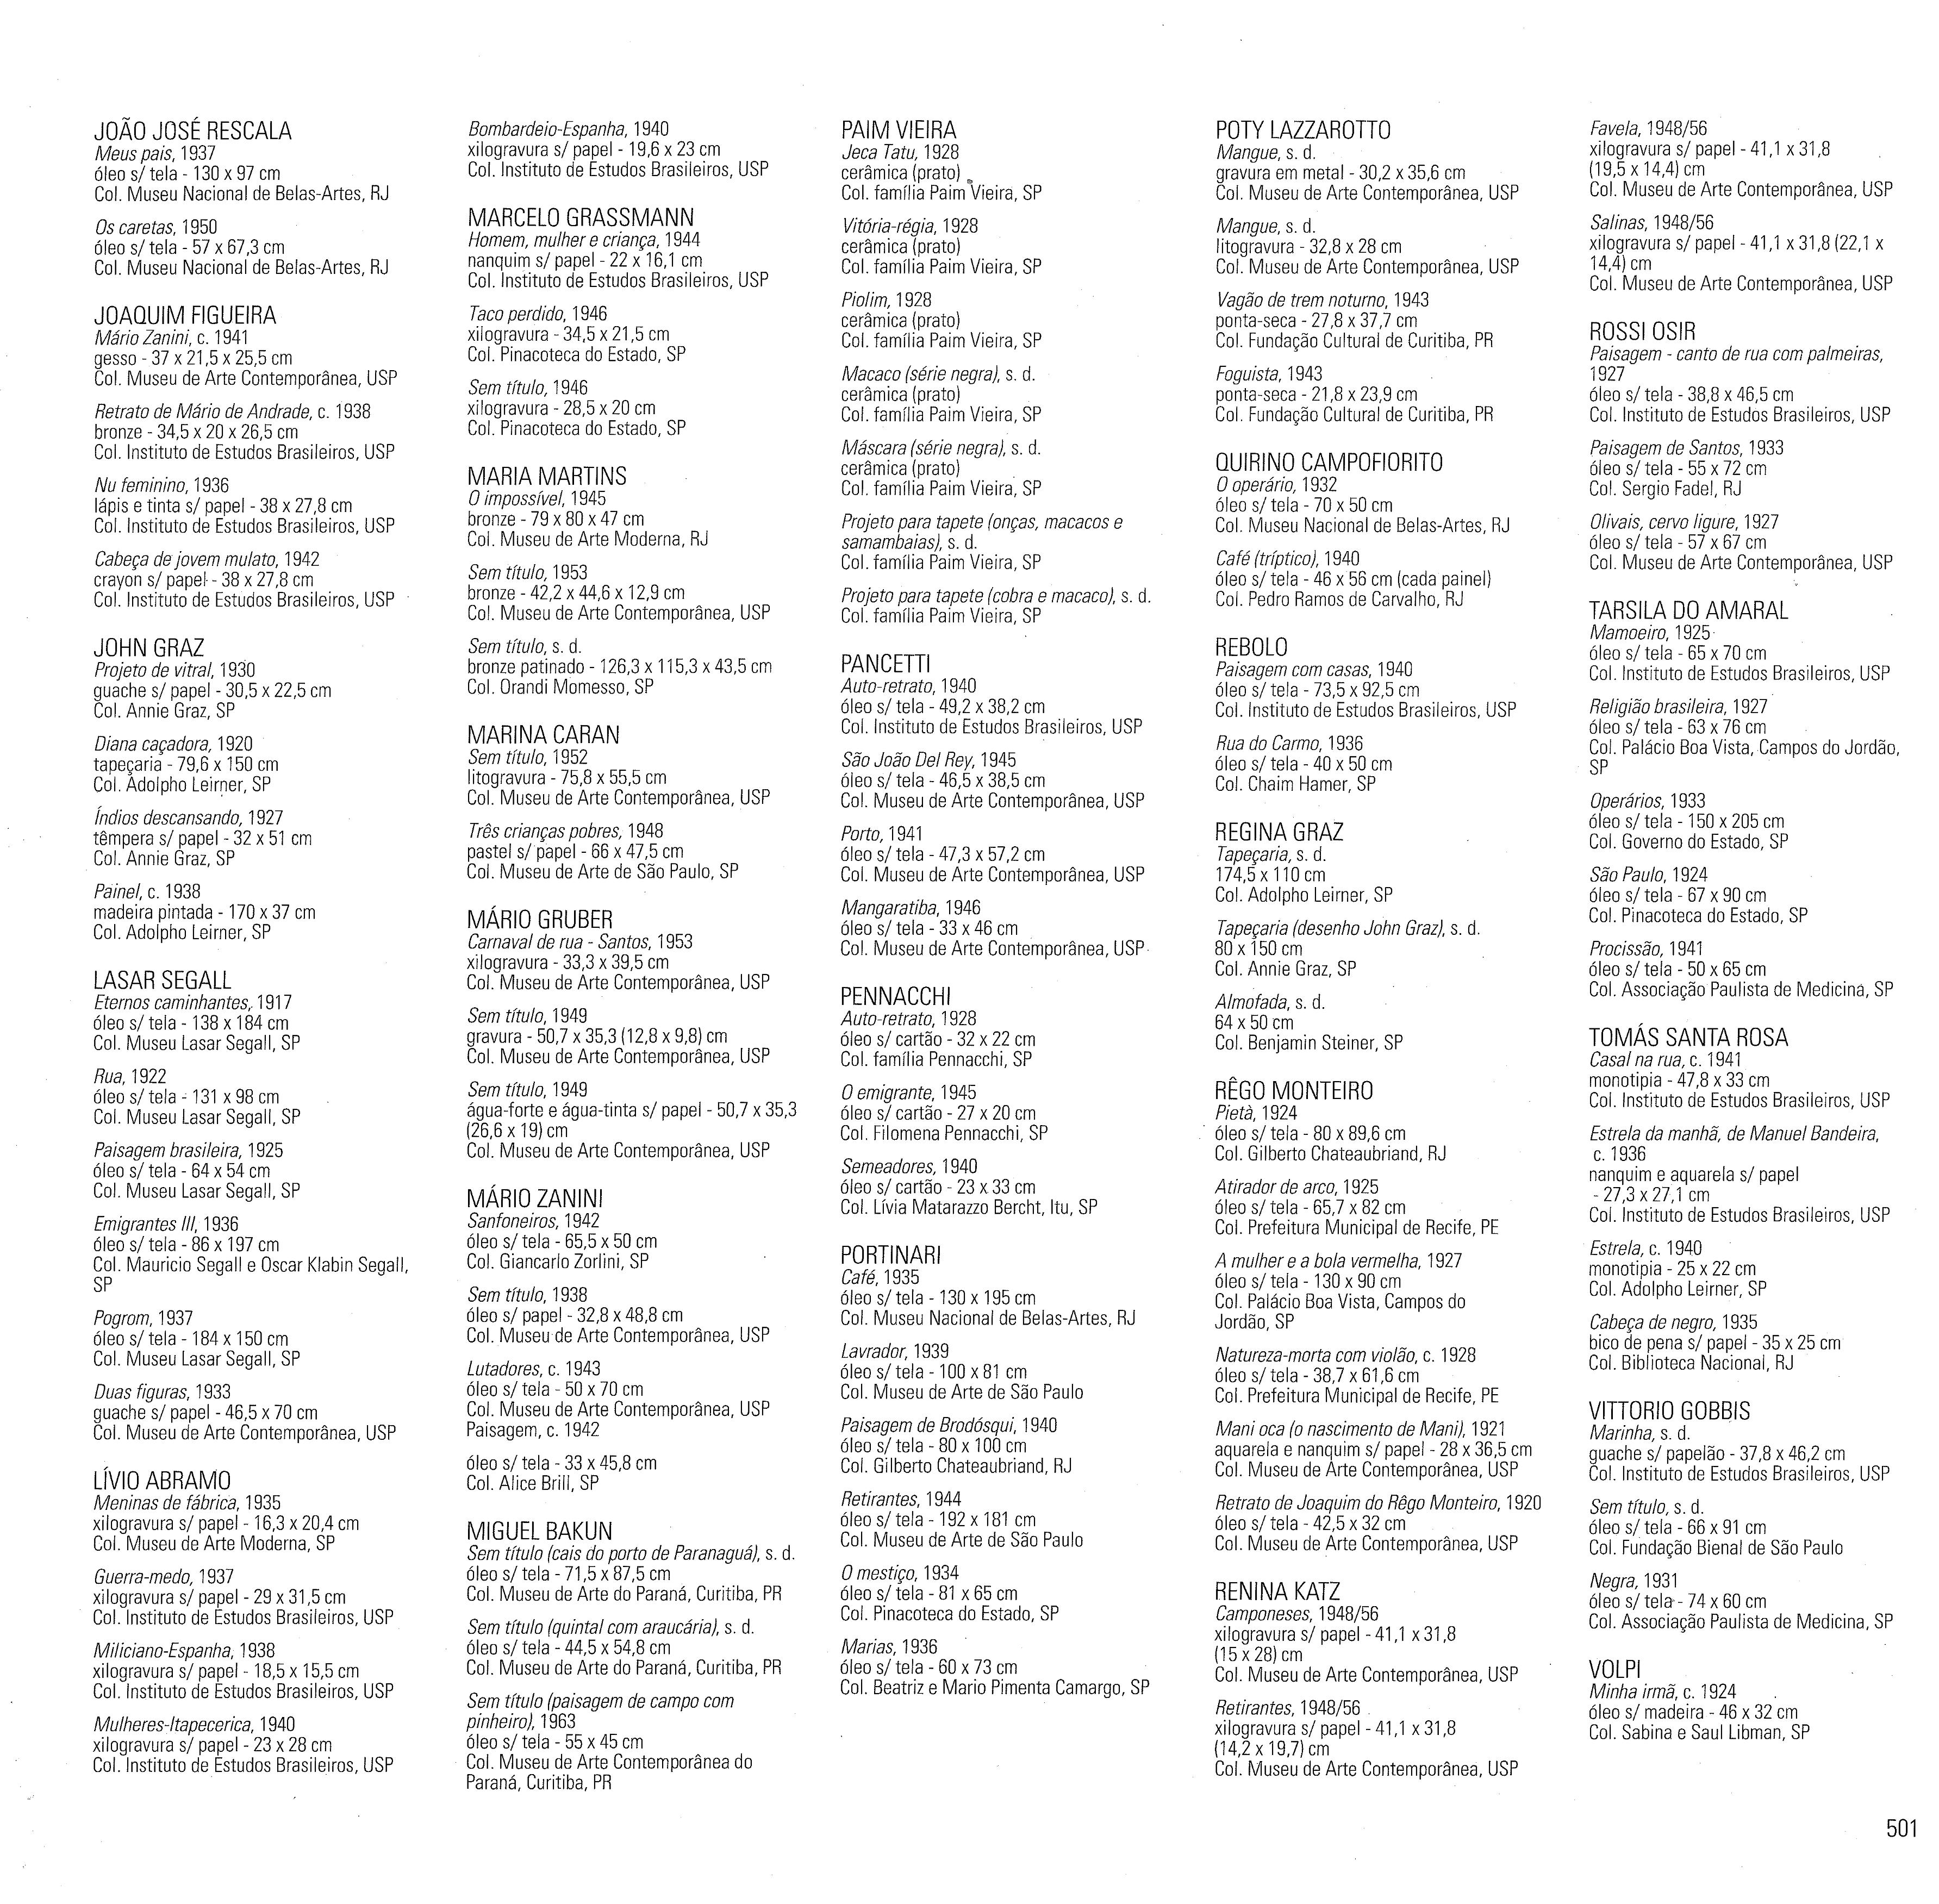 JOÃO JOSÉ RESCALA
Meus pais, 1937
óleo s/ tela - 130 x 97 cm
Col. Museu Nacional de Belas-Artes, RJ
Os caretas, 1950
óleo s/ tela - 57 x 67,3 cm
Col. Museu Nacional de Belas-Artes, RJ
JOAQUIM FIGUEIRA
Mário Zanini, c. 1941
gesso - 37 x 21,5 x 25,5 cm
Col. Museu de Arte Contemporânea, USP
Retrato de Mário de Andrade, c. 1938
bronze - 34,5 x 20 x 26,5 cm
Col. Instituto de Estudos Brasileiros, USP
Nu feminino, 1936
lápis e tinta s/ papel - 38 x 27,8 cm
Col. Instituto de Estudos Brasileiros, USP
Cabeça de jovem mulato, 1942
crayon s/ papel - 38 x 27,8 cm
Col. Instituto de Estudos Brasileiros, USP
JOHN GRAZ
Projeto de vitral, 1930
guache s/ papel - 30,5 x 22,5 cm
Col. Annie Graz, SP
Diana caçadora, 1920
tapeçaria - 79,6 x 150 cm
Col. Adolpho Leirner, SP
Índios descansando, 1927
têmpera s/ papel - 32 x 51 cm
Col. Annie Graz, SP
Painel, c. 1938
madeira pintada - 170 x 37 cm
Col. Adolpho Leirner, SP
LASAR SEGALL
Eternos caminhantes, 1917
óleo s/ tela - 138 x 184 cm
Col. Museu Lasar Segall, SP
Rua, 1922
óleo s/ tela - 131 x 98 cm
Col. Museu Lasar Segall, SP
Paisagem brasileira, 1925
óleo s/ tela - 64 x 54 cm
Col. Museu Lasar Segall, SP
Emigrantes III, 1936
óleo s/ tela - 86 x 197 cm
Col. Mauricio Segall e Oscar Klabin Segall,
SP
Pogrom, 1937
óleo s/ tela - 184 x 150 cm
Col. Museu Lasar Segall, SP
Duas figuras, 1933
guache s/ papel - 46,5 x 70 cm
Col. Museu de Arte Contemporânea, USP
LÍVIO ABRAMO
Meninas de fábrica, 1935
xilogravura s/ papel - 16,3 x 20,4 cm
Col. Museu de Arte Moderna, SP
Guerra-medo, 1937
xilogravura s/ papel - 29 x 31,5 cm
Col. Instituto de Estudos Brasileiros, USP
Miliciano-Espanha, 1938
xilogravura s/ papel - 18,5 x 15,5 cm
Col. Instituto de Estudos Brasileiros, USP
Mulheres-Itapecerica, 1940
xilogravura s/ papel - 23 x 28 cm
Col. Instituto de Estudos Brasileiros, USP
Bombardeio-Espanha, 1940
xilogravura s/ papel - 19,6 x 23 cm
Col. Instituto de Estudos Brasileiros, USP
MARCELO GRASSMANN
Homem, mulher e criança, 1944
nanquim s/ papel - 22 x 16,1 cm
Col. Instituto de Estudos Brasileiros, USP
Taco perdido, 1946
xilogravura - 34,5 x 21,5 cm
Col. Pinacoteca do Estado, SP
Sem título, 1946
xilogravura - 28,5 x 20 cm
Col. Pinacoteca do Estado, SP
MARIA MARTINS
O impossível, 1945
bronze - 79 x 80 x 47 cm
Col. Museu de Arte Moderna, RJ
Sem título, 1953
bronze - 42,2 x 44,6 x 12,9 cm
Col. Museu de Arte Contemporânea, USP
Sem título, s. d.
bronze patinado - 126,3 x 115,3 x 43,5 cm
Col. Orandi Momesso, SP
MARINA CARAN
Sem título, 1952
litogravura - 75,8 x 55,5 cm
Col. Museu de Arte Contemporânea, USP
Três crianças pobres, 1948
pastel s/ papel - 66 x 47,5 cm
Col. Museu de Arte de São Paulo, SP
MÁRIO GRUBER
Carnaval de rua - Santos, 1953
xilogravura - 33,3 x 39,5 cm
Col. Museu de Arte Contemporânea, USP
Sem título, 1949
gravura - 50,7 x 35,3 (12,8 x 9,8) cm
Col. Museu de Arte Contemporânea, USP
Sem título, 1949
água-forte e água-tinta s/ papel - 50,7 x 35,3
(26,6 x 19) cm
Col. Museu de Arte Contemporânea, USP
MÁRIO ZANINI
Sanfoneiros, 1942
óleo s/ tela - 65,5 x 50 cm
Col. Giancarlo Zorlini, SP
Sem título, 1938
óleo s/ papel - 32,8 x 48,8 cm
Col. Museu de Arte Contemporânea, USP
Lutadores, c. 1943
óleo s/ tela - 50 x 70 cm
Col. Museu de Arte Contemporânea, USP
Paisagem, c. 1942
óleo s/ tela - 33 x 45,8 cm
Col. Alice Brill, SP
MIGUEL BAKUN
Sem título (cais do porto de Paranaguá), s. d.
óleo s/ tela - 71,5 x 87,5 cm
Col. Museu de Arte do Paraná, Curitiba, PR
Sem título (quintal com araucária), s. d.
óleo s/ tela - 44,5 x 54,8 cm
Col. Museu de Arte do Paraná, Curitiba, PR
Sem título (paisagem de campo com
pinheiro), 1963
óleo s/ tela - 55 x 45 cm
Col. Museu de Arte Contemporânea do
Paraná, Curitiba, PR
PAIM VIEIRA
Jeca Tatu, 1928
cerâmica (prato)
Col. família Paim Vieira, SP
Vitória-régia, 1928
cerâmica (prato)
Col. família Paim Vieira, SP
Piolim, 1928
cerâmica (prato)
Col. família Paim Vieira, SP
Macaco (série negra), s. d.
cerâmica (prato)
Col. família Paim Vieira, SP
Máscara (série negra), s. d.
cerâmica (prato)
Col. família Paim Vieira, SP
Projeto para tapete (onças, macacos e
samambaias), s. d.
Col. família Paim Vieira, SP
Projeto para tapete (cobra e macaco), s. d.
Col. família Paim Vieira, SP
PANCETTI
Auto-retrato, 1940
óleo s/ tela - 49,2 x 38,2 cm
Col. Instituto de Estudos Brasileiros, USP
São João Del Rey, 1945
óleo s/ tela - 46,5 x 38,5 cm
Col. Museu de Arte Contemporânea, USP
Porto, 1941
óleo s/ tela - 47,3 x 57,2 cm
Col. Museu de Arte Contemporânea, USP
Mangaratiba, 1946
óleo s/ tela - 33 x 46 cm
Col. Museu de Arte Contemporânea, USP
PENNACCHI
Auto-retrato, 1928
óleo s/ cartão - 32 x 22 cm
Col. família Pennacchi, SP
O emigrante, 1945
óleo s/ cartão - 27 x 20 cm
Col. Filomena Pennacchi, SP
Semeadores, 1940
óleo s/ cartão - 23 x 33 cm
Col. Lívia Matarazzo Bercht, Itu, SP
PORTINARI
Café, 1935
óleo s/ tela - 130 x 195 cm
Col. Museu Nacional de Belas-Artes, RJ
Lavrador, 1939
óleo s/ tela - 100 x 81 cm
Col. Museu de Arte de São Paulo
Paisagem de Brodósqui, 1940
óleo s/ tela - 80 x 100 cm
Col. Gilberto Chateaubriand, RJ
Retirantes, 1944
óleo s/ tela - 192 x 181 cm
Col. Museu de Arte de São Paulo
O mestiço, 1934
óleo s/ tela - 81 x 65 cm
Col. Pinacoteca do Estado, SP
Marias, 1936
óleo s/ tela - 60 x 73 cm
Col. Beatriz e Mario Pimenta Camargo, SP
POTY LAZZAROTTO
Mangue, s. d.
gravura em metal - 30,2 x 35,6 cm
Col. Museu de Arte Contemporânea, USP
Mangue, s. d.
litogravura - 32,8 x 28 cm
Col. Museu de Arte Contemporânea, USP
Vagão de trem noturno, 1943
ponta-seca - 27,8 x 37,7 cm
Col. Fundação Cultural de Curitiba, PR
Foguista, 1943
ponta-seca - 21,8 x 23,9 cm
Col. Fundação Cultural de Curitiba, PR
QUIRINO CAMPOFIORITO
O operário, 1932
óleo s/ tela - 70 x 50 cm
Col. Museu Nacional de Belas-Artes, RJ
Café (tríptico), 1940
óleo s/ tela - 46 x 56 cm (cada painel)
Col. Pedro Ramos de Carvalho, RJ
REBOLO
Paisagem com casas, 1940
óleo s/ tela - 73,5 x 92,5 cm
Col. Instituto de Estudos Brasileiros, USP
Rua do Carmo, 1936
óleo s/ tela - 40 x 50 cm
Col. Chaim Hamer, SP
REGINA GRAZ
Tapeçaria, s. d.
174,5 x 110 cm
Col. Adolpho Leirner, SP
Tapeçaria (desenho John Graz), s. d.
80 x 150 cm
Col. Annie Graz, SP
Almofada, s. d.
64 x 50 cm
Col. Benjamin Steiner, SP
RÊGO MONTEIRO
Pietà, 1924
óleo s/ tela - 80 x 89,6 cm
Col. Gilberto Chateaubriand, RJ
Atirador de arco, 1925
óleo s/ tela - 65,7 x 82 cm
Col. Prefeitura Municipal de Recife, PE
A mulher e a bola vermelha, 1927
óleo s/ tela - 130 x 90 cm
Col. Palácio Boa Vista, Campos do
Jordão, SP
Natureza-morta com violão, c. 1928
óleo s/ tela - 38,7 x 61,6 cm
Col. Prefeitura Municipal de Recife, PE
Mani oca (o nascimento de Mani), 1921
aquarela e nanquim s/ papel - 28 x 36,5 cm
Col. Museu de Arte Contemporânea, USP
Retrato de Joaquim do Rêgo Monteiro, 1920
óleo s/ tela - 42,5 x 32 cm
Col. Museu de Arte Contemporânea, USP
RENINA KATZ
Camponeses, 1948/56
xilogravura s/ papel - 41,1 x 31,8
(15 x 28) cm
Col. Museu de Arte Contemporânea, USP
Retirantes, 1948/56
xilogravura s/ papel - 41,1 x 31,8
(14,2 x 19,7) cm
Col. Museu de Arte Contemporânea, USP
Favela, 1948/56
xilogravura s/ papel - 41,1 x 31,8
(19,5 x 14,4) cm
Col. Museu de Arte Contemporânea, USP
Salinas, 1948/56
xilogravura s/ papel - 41,1 x 31,8 (22,1 x
14,4) cm
Col. Museu de Arte Contemporânea, USP
ROSSI OSIR
Paisagem - canto de rua com palmeiras,
1927
óleo s/ tela - 38,8 x 46,5 cm
Col. Instituto de Estudos Brasileiros, USP
Paisagem de Santos, 1933
óleo s/ tela - 55 x 72 cm
Col. Sergio Fadel, RJ
Olivais, cervo ligure, 1927
óleo s/ tela - 57 x 67 cm
Col. Museu de Arte Contemporânea, USP
TARSILA DO AMARAL
Mamoeiro, 1925
óleo s/ tela - 65 x 70 cm
Col. Instituto de Estudos Brasileiros, USP
Religião brasileira, 1927
óleo s/ tela - 63 x 76 cm
Col. Palácio Boa Vista, Campos do Jordão,
SP
Operários, 1933
óleo s/ tela - 150 x 205 cm
Col. Governo do Estado, SP
São Paulo, 1924
óleo s/ tela - 67 x 90 cm
Col. Pinacoteca do Estado, SP
Procissão, 1941
óleo s/ tela - 50 x 65 cm
Col. Associação Paulista de Medicina, SP
TOMÁS SANTA ROSA
Casal na rua, c. 1941
monotipia - 47,8 x 33 cm
Col. Instituto de Estudos Brasileiros, USP
Estrela da manhã, de Manuel Bandeira,
c. 1936
nanquim e aquarela s/ papel
- 27,3 x 27,1 cm
Col. Instituto de Estudos Brasileiros, USP
Estrela, c. 1940
monotipia - 25 x 22 cm
Col. Adolpho Leirner, SP
Cabeça de negro, 1935
bico de pena s/ papel - 35 x 25 cm
Col. Biblioteca Nacional, RJ
VITTORIO GOBBIS
Marinha, s. d.
guache s/ papelão - 37,8 x 46,2 cm
Col. Instituto de Estudos Brasileiros, USP
Sem título, s. d.
óleo s/ tela - 66 x 91 cm
Col. Fundação Bienal de São Paulo
Negra, 1931
óleo s/ tela - 74 x 60 cm
Col. Associação Paulista de Medicina, SP
VOLPI
Minha irmã, c. 1924
óleo s/ madeira - 46 x 32 cm
Col. Sabina e Saul Libman, SP
501